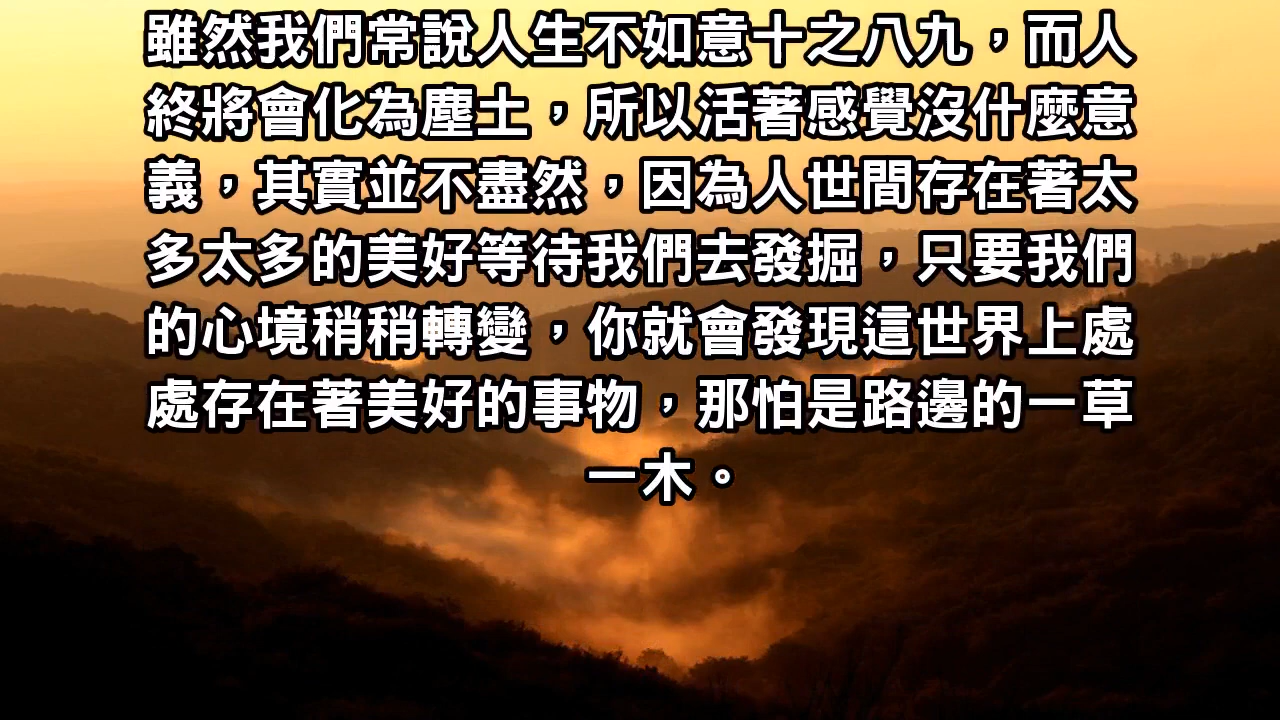 雖然我們常說人生不如意十之八九，而人
終將會化為塵土，所以活著感覺沒什麼意
義，其實並不盡然，因為人世間存在著太
多太多的美好等待我們去發掘，只要我們
的心境稍稍轉變，你就會發現這世界上處
處存在著美好的事物，那怕是路邊的一草
一木。